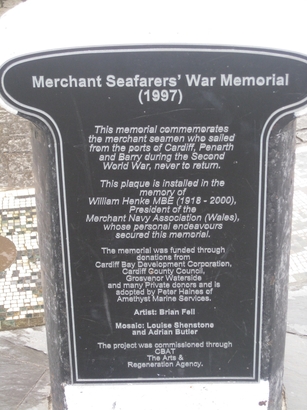 Merchant Seafarers' War Memorial
(1997)
This memorial commemorates
the merchant seamen who sailed
from the ports of Cardiff, Penarth
and Barry during the Second
World War, never to return.
This plaque is installed in the
memory of
William Henke MBE (1918 - 2000),
President of the
Merchant Navy Association (Wales),
whose personal endeavours
secured this memorial.
The memorial was funded through
donations from
Cardiff Bay Development Corporation,
Cardiff County Council,
Grosvenor Waterside
and many Private donors and is
adopted by Peter Haines of
Amethyst Marine Services.
Artist: Brian Fell
Mosaic: Louise Shenstone
and Adrian Butler
The project was commissioned through
CBAT
The Arts &
Regeneration Agency.